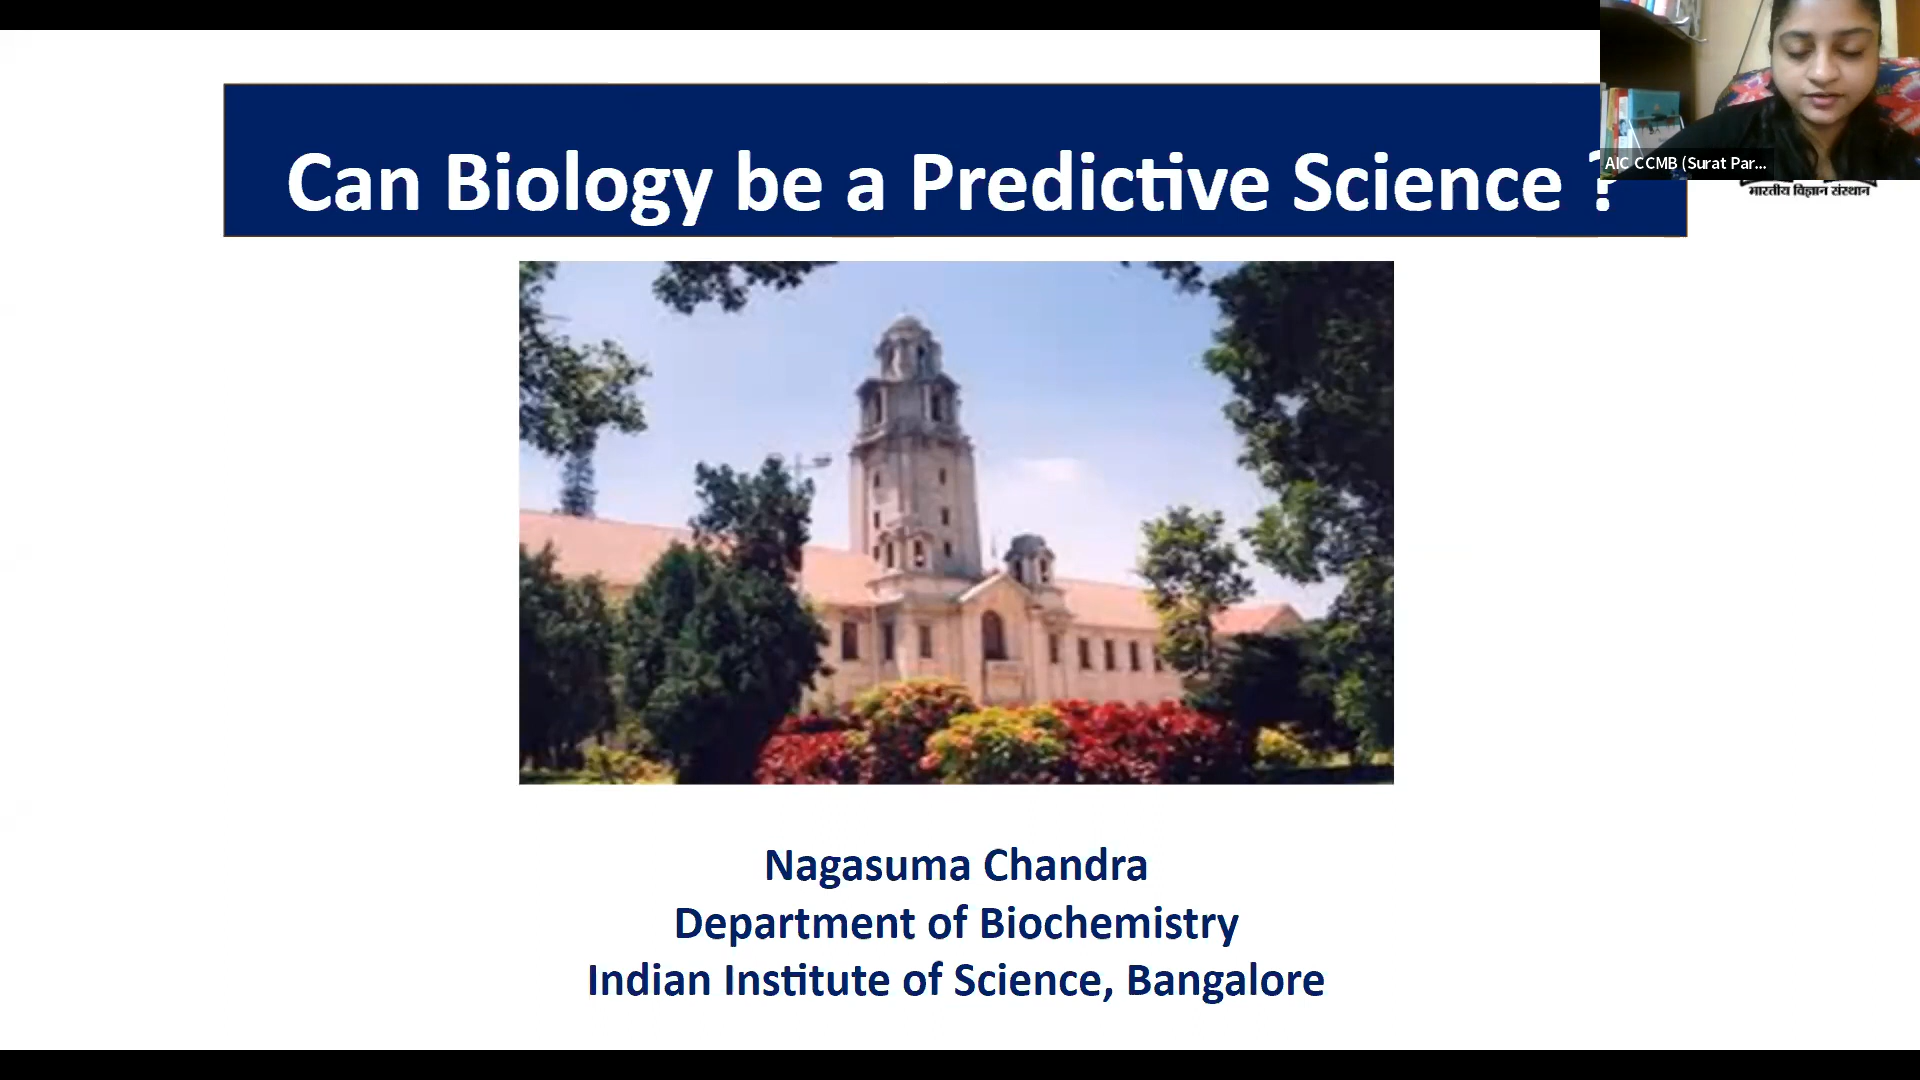 Can Biology be a Predictive Science ?
AIC CCMB (Surat Par...
भारतीय विज्ञान संस्थान
Nagasuma Chandra
Department of Biochemistry
Indian Institute of Science, Bangalore